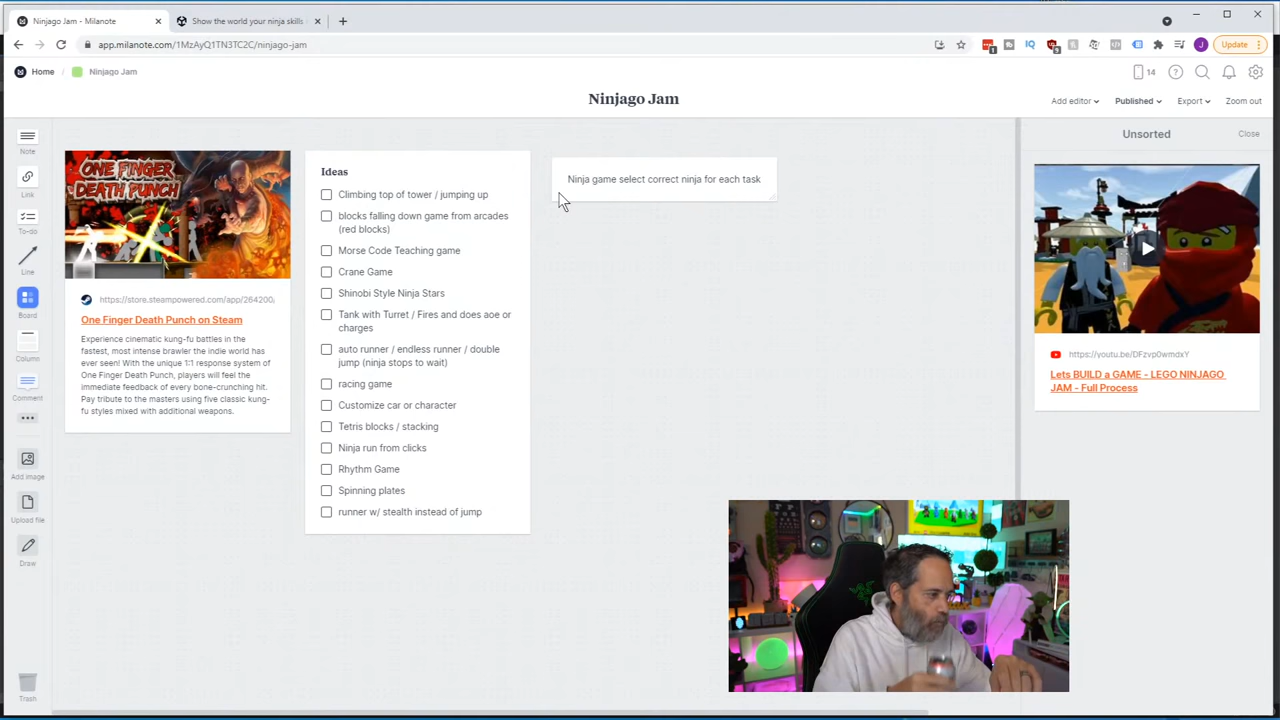 Ninjago Jam - Milanote
Show the world your ninja skills
app.milanote.com/1MzAyQ1TN3TC2C/ninjago-jam
Update
Home
Ninjago Jam
14
Ninjago Jam
Add editor
Published
Export
Zoom out
Note
Link
To-do
Line
Board
Column
Comment
Add image
Upload file
Draw
Trash
ONE FINGER
DEATH PUNCH
https://store.steampowered.com/app/264200/
One Finger Death Punch on Steam
Experience cinematic kung-fu battles in the
fastest, most intense brawler the indie world has
ever seen! With the unique 1:1 response system of
One Finger Death Punch, players will feel the
immediate feedback of every bone-crunching hit.
Pay tribute to the masters using five classic kung-
fu styles mixed with additional weapons.
Ideas
Climbing top of tower / jumping up
blocks falling down game from arcades
(red blocks)
Morse Code Teaching game
Crane Game
Shinobi Style Ninja Stars
Tank with Turret / Fires and does aoe or
charges
auto runner / endless runner / double
jump (ninja stops to wait)
racing game
Customize car or character
Tetris blocks / stacking
Ninja run from clicks
Rhythm Game
Spinning plates
runner w/ stealth instead of jump
Ninja game select correct ninja for each task
Unsorted
Close
https://youtu.be/DFzvp0wmdxY
Lets BUILD a GAME - LEGO NINJAGO
JAM - Full Process